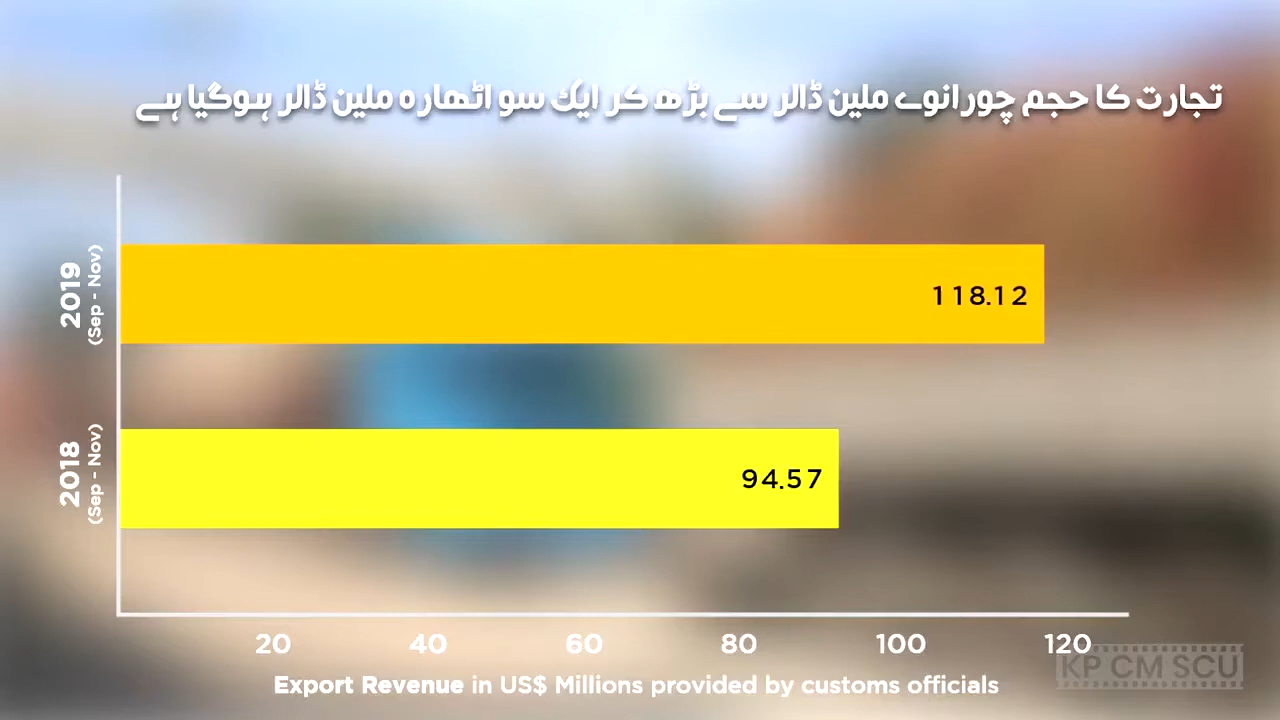 تجارت کا حجم چورانوے ملین ڈالر سے بڑھ کر ایک سو اٹھارہ ملین ڈالر ہوگیا ہے
2019
(Sep - Nov)
118.12
2018
(Sep - Nov)
94.57
20 40 60 80 100 120
Export Revenue in US$ Millions provided by customs officials
KP CM SCU